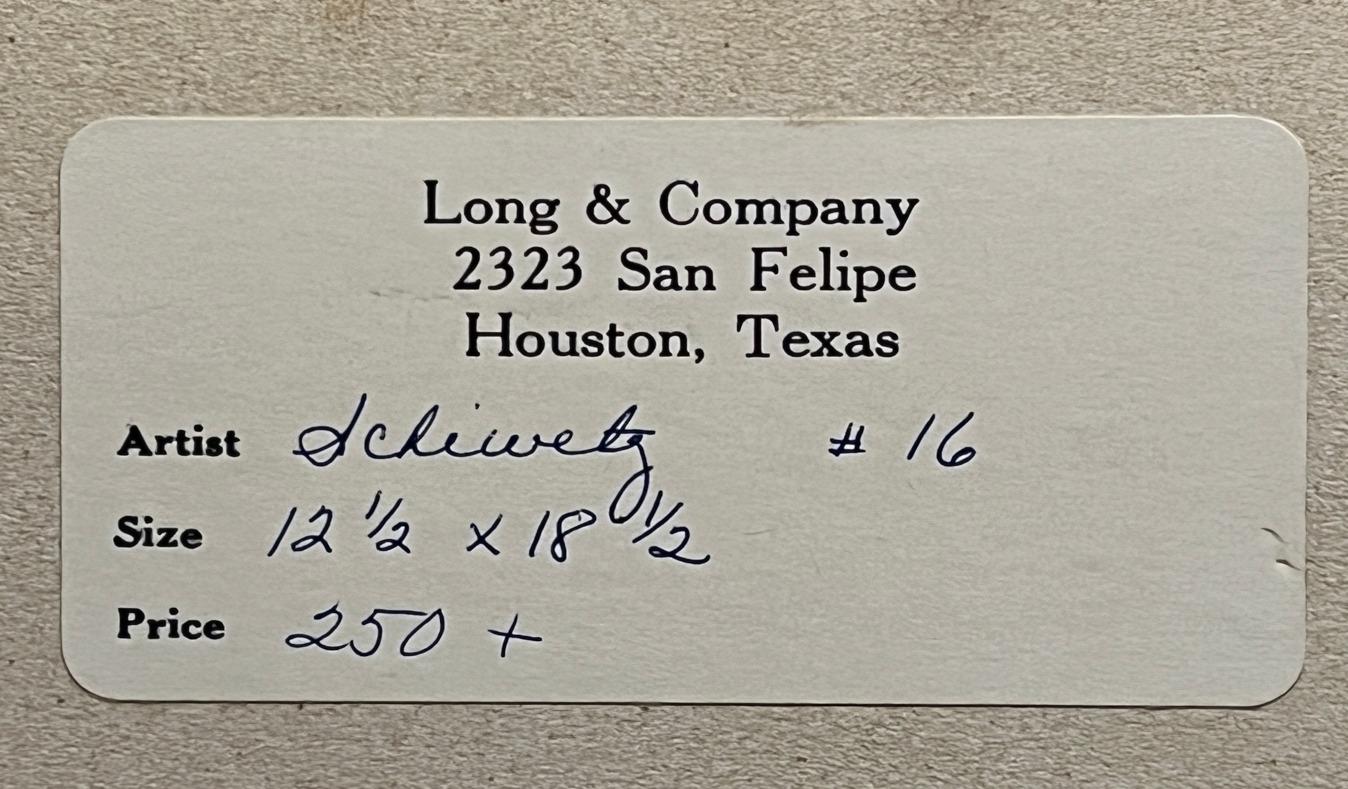 Long & Company
2323 San Felipe
Houston, Texas
Artist Schiwetz # 16
Size 12 1/2 x 18 1/2
Price 250 +